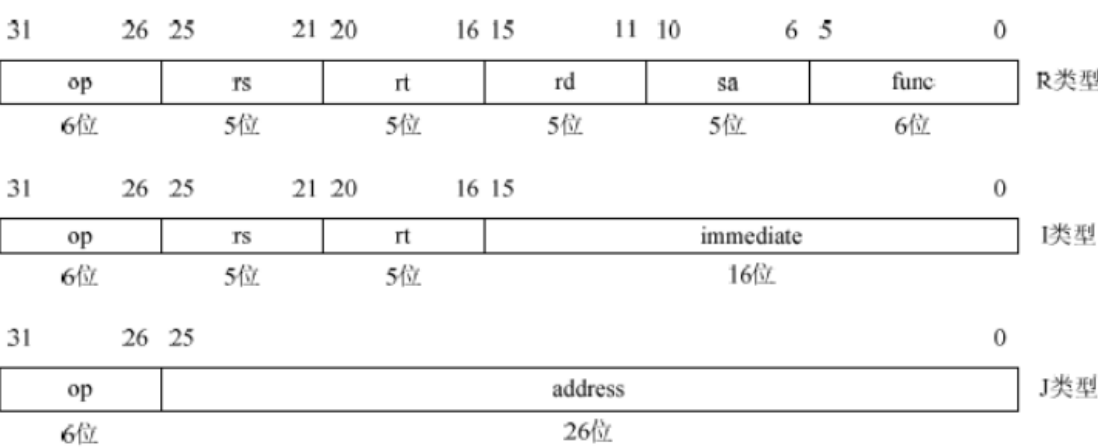 31 26 25 21 20 16 15 11 10 6 5 0
op rs rt rd sa func R类型
6位 5位 5位 5位 5位 6位
31 26 25 21 20 16 15 0
op rs rt immediate I类型
6位 5位 5位 16位
31 26 25 0
op address J类型
6位 26位